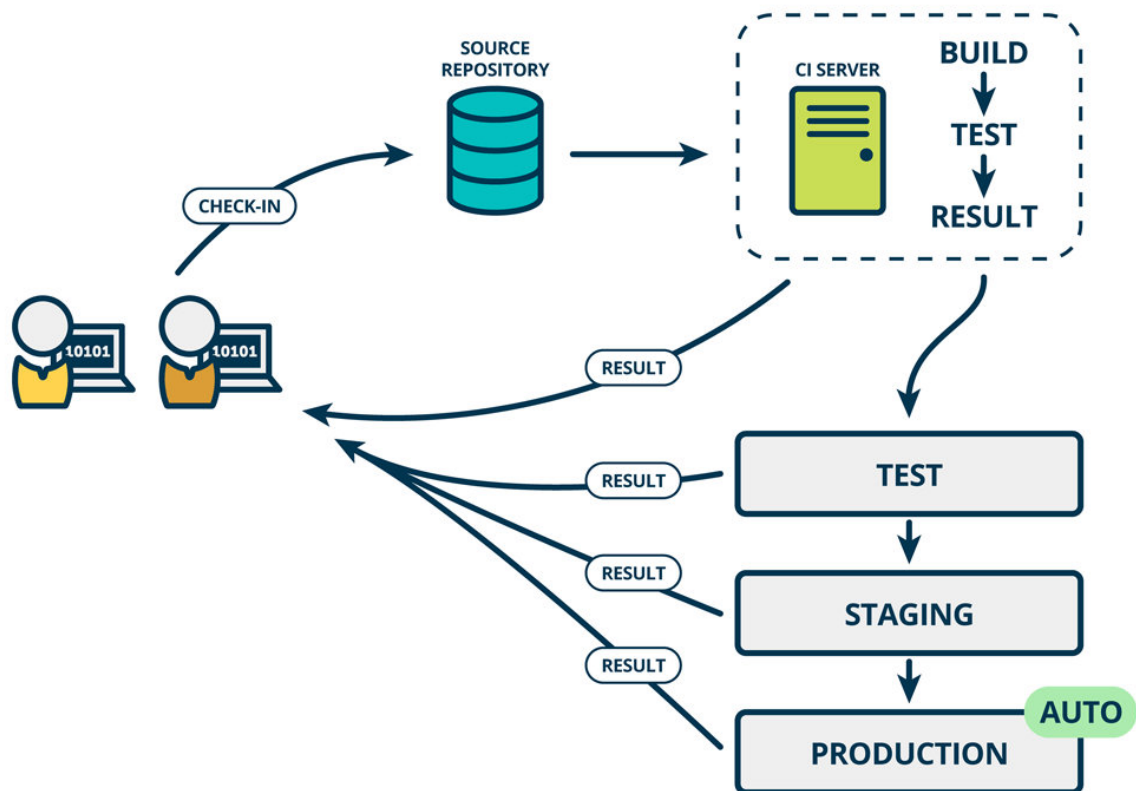 SOURCE
REPOSITORY
CI SERVER
BUILD
TEST
RESULT
CHECK-IN
10101
10101
RESULT
TEST
RESULT
STAGING
RESULT
PRODUCTION
AUTO
RESULT